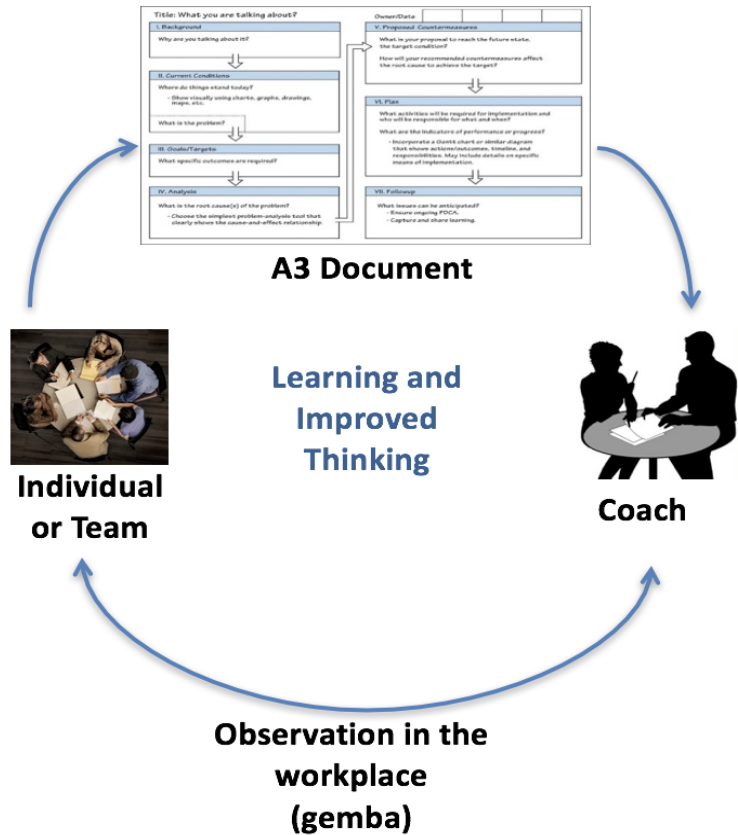 Title: What you are talking about?
Owner/Date
I. Background
Why are you talking about it?
II. Current Conditions
Where do things stand today?
- Show visually using charts, graphs, drawings,
maps, etc.
What is the problem?
III. Goals/Targets
What specific outcomes are required?
IV. Analysis
What is the root cause(s) of the problem?
- Choose the simplest problem-analysis tool that
clearly shows the cause-and-effect relationship.
V. Proposed Countermeasures
What is your proposal to reach the future state,
the target condition?
How will your recommended countermeasures affect
the root cause to achieve the target?
VI. Plan
What activities will be required for implementation and
who will be responsible for what and when?
What are the indicators of performance or progress?
- Incorporate a Gantt chart or similar diagram
that shows actions/outcomes, timeline, and
responsibilities. May include details on specific
means of implementation.
VII. Followup
What issues can be anticipated?
- Ensure ongoing PDCA.
- Capture and share learning.
A3 Document
Learning and
Improved
Thinking
Individual
or Team
Coach
Observation in the
workplace
(gemba)